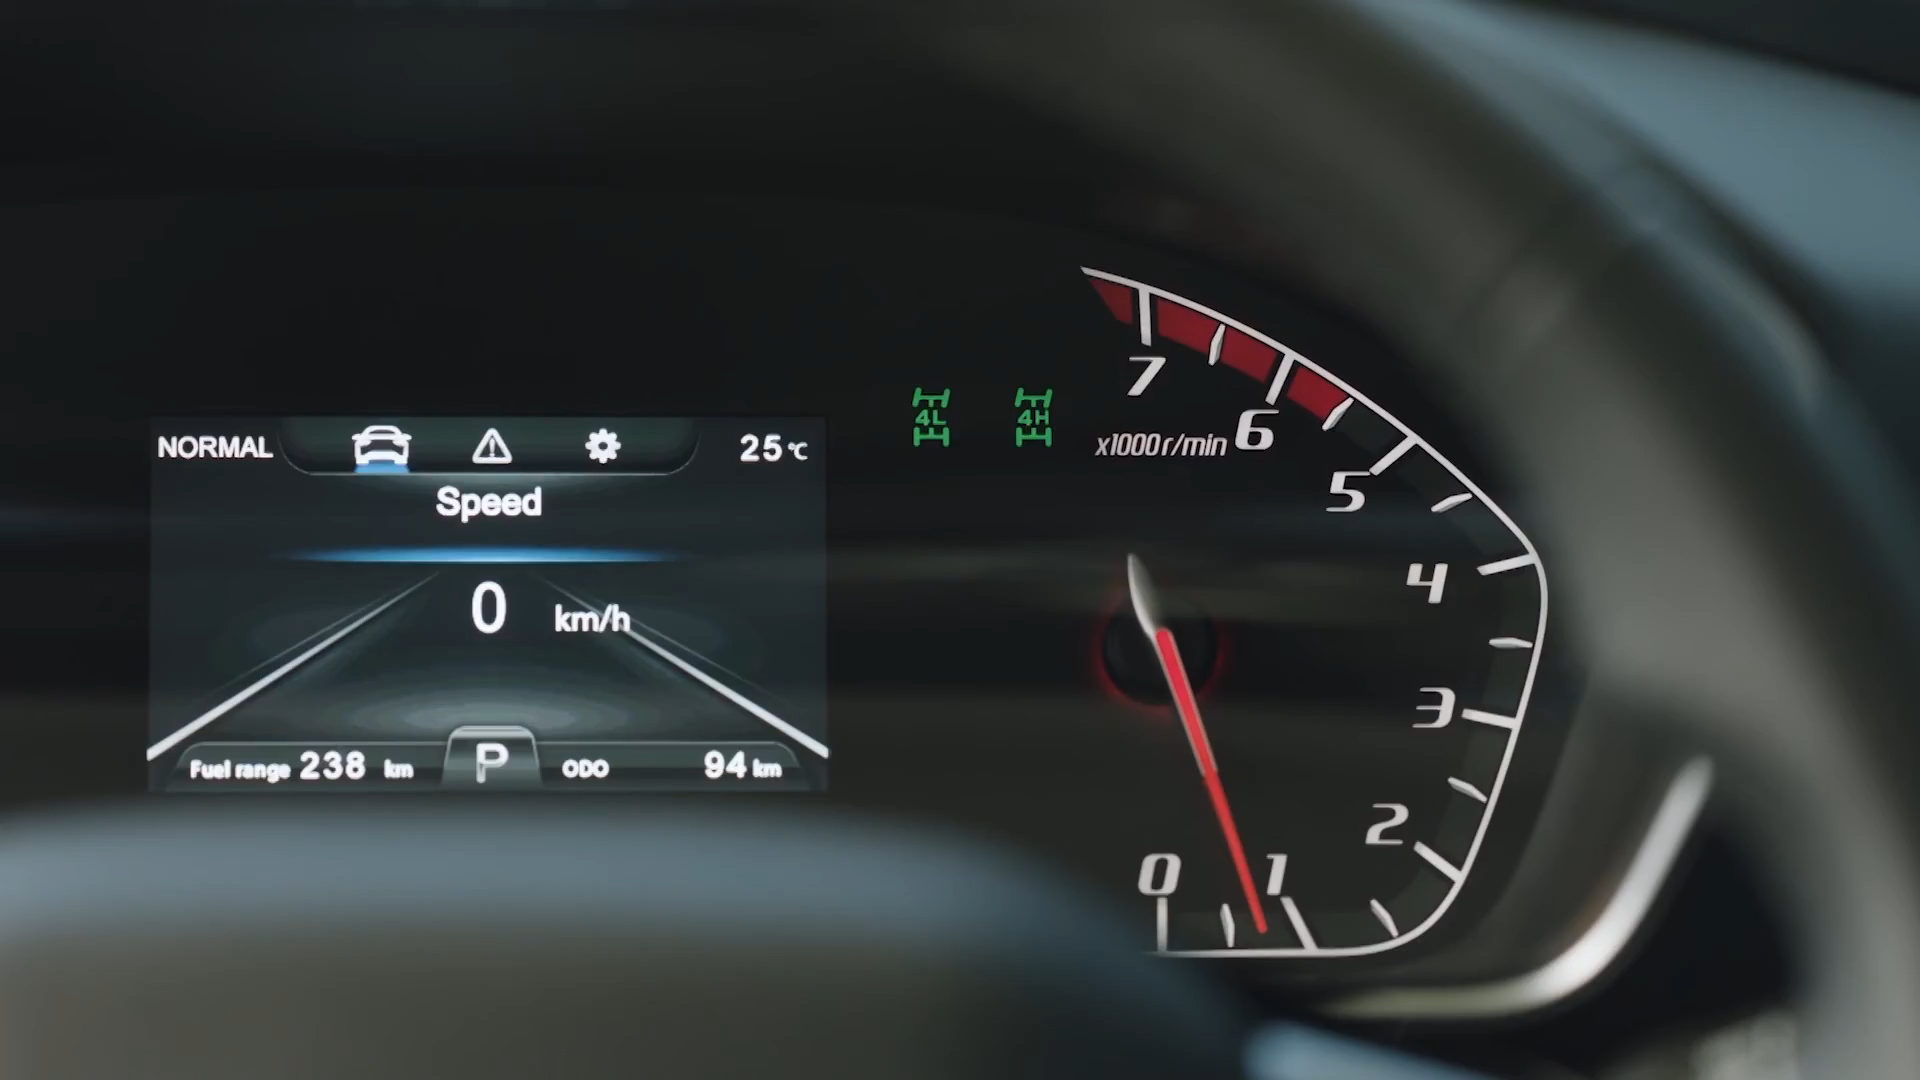 NORMAL
25℃
Speed
0 km/h
Fuel range 238 km
P
ODO 94 km
4L
4H
x1000r/min
7
6
5
4
3
2
1
0